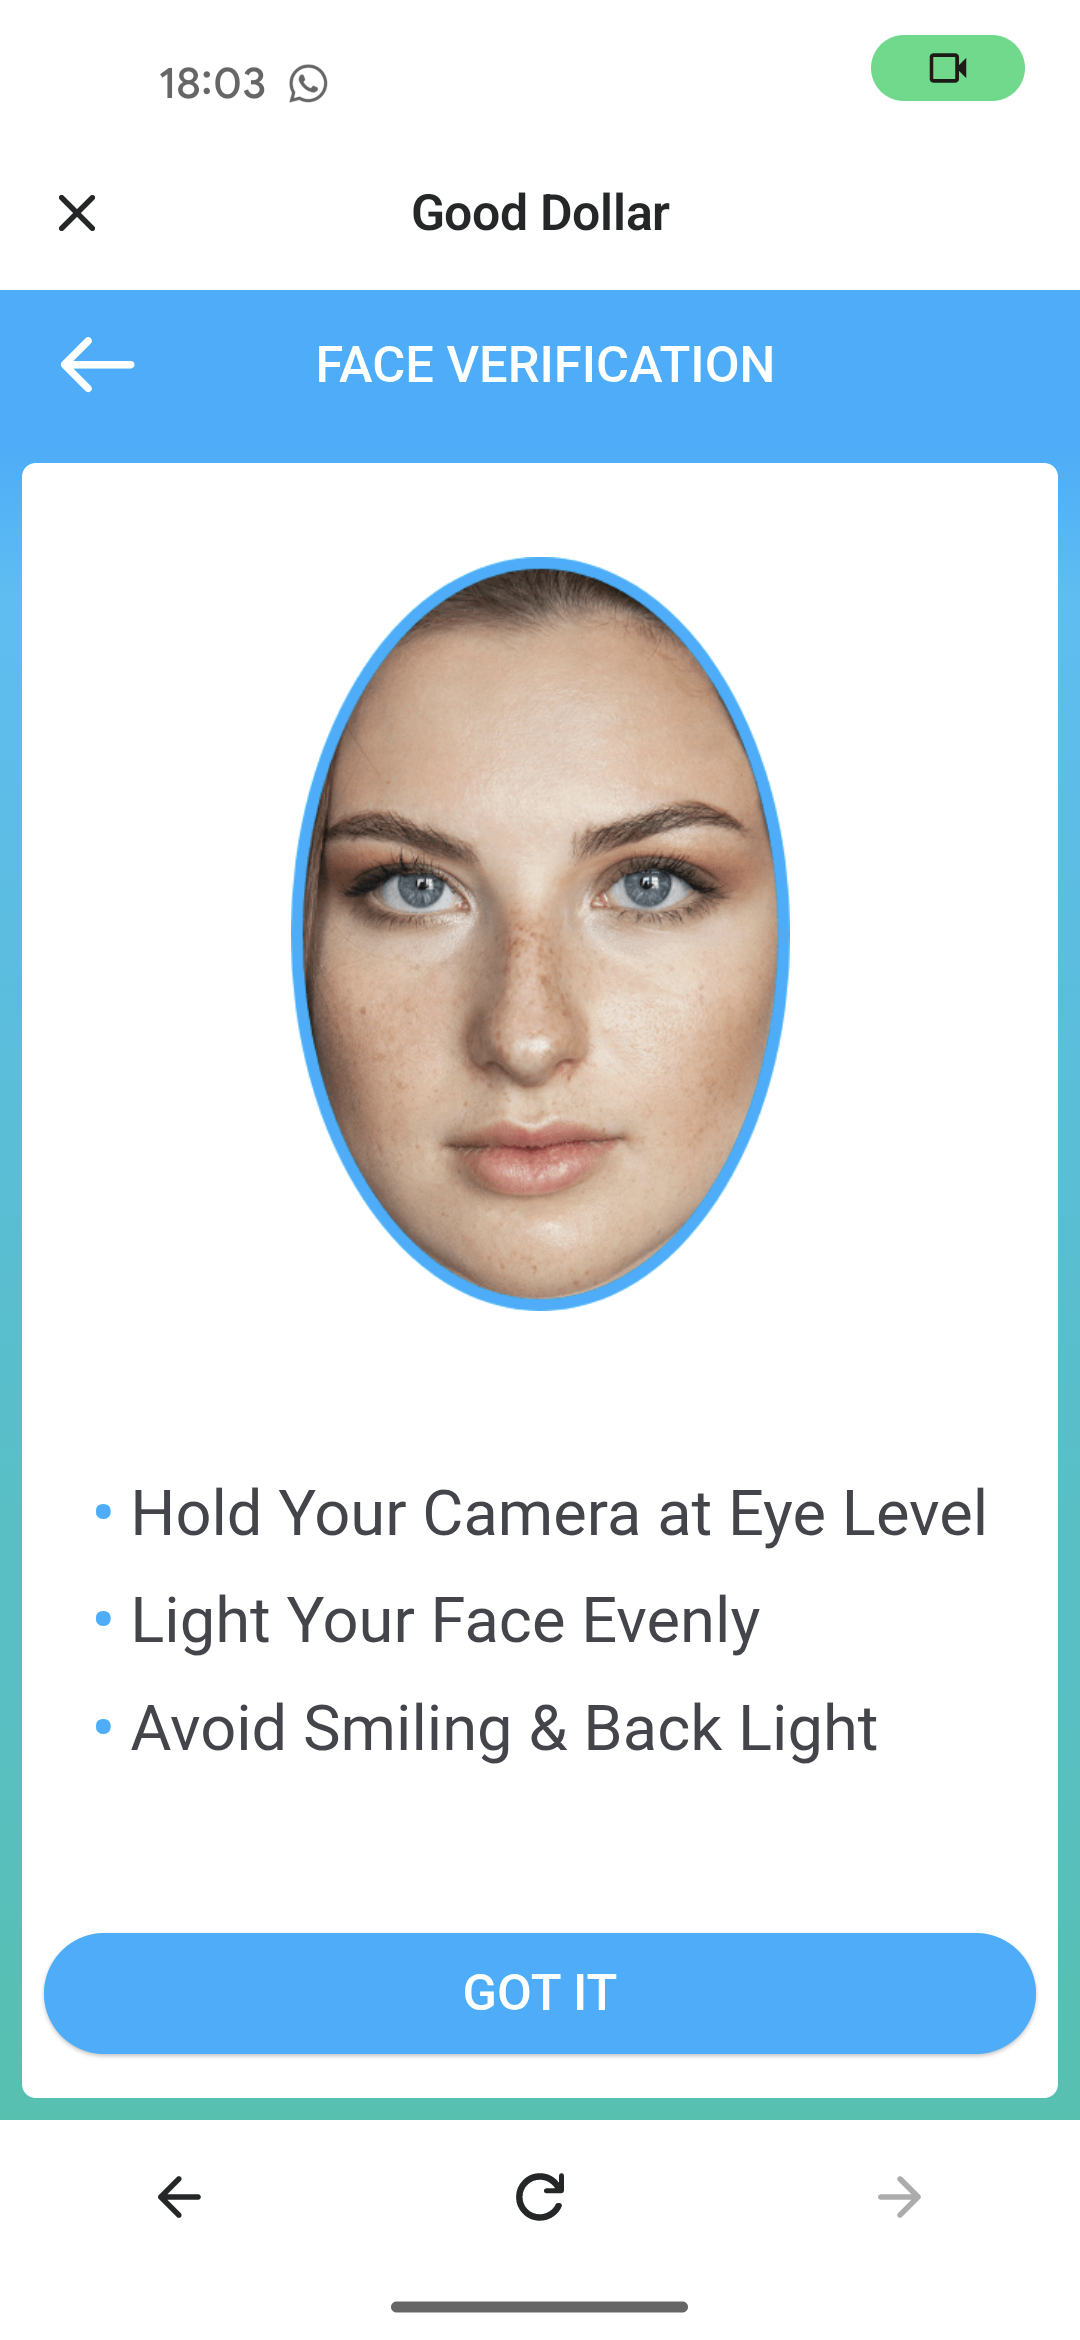 18:03
Good Dollar
FACE VERIFICATION
• Hold Your Camera at Eye Level
• Light Your Face Evenly
• Avoid Smiling & Back Light
GOT IT